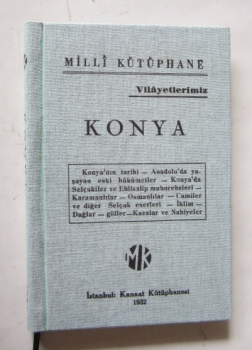 MİLLÎ KÜTÜPHANE
Vilâyetlerimiz
KONYA
Konya'nın tarihi — Anadolu'da ya-
şayan eski hükûmetler — Konya'da
Selçukiler ve Ehlisalip muharebeleri —
Karamanlılar — Osmanlılar — Camiler
ve diğer Selçuk eserleri — İklim —
Dağlar — göller — Kazalar ve Nahiyeler
MK
İstanbul: Kanaat Kütüphanesi
1932